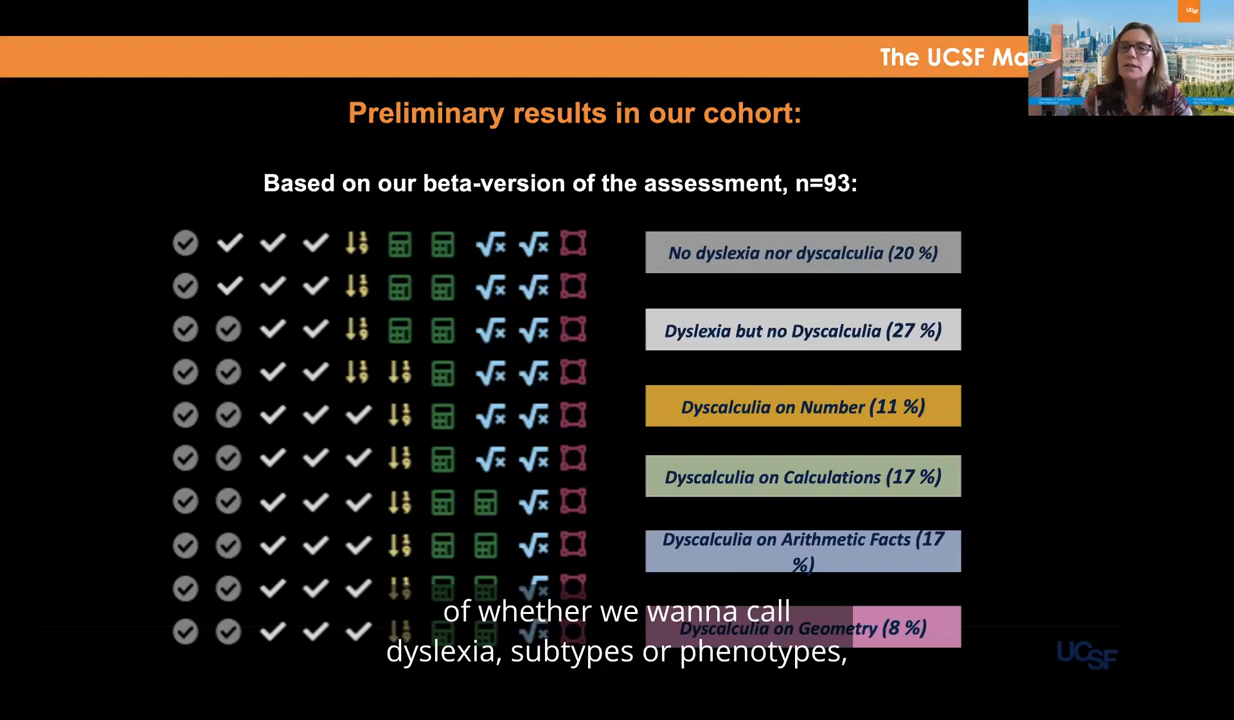 The UCSF Ma
UCSF
Preliminary results in our cohort:
Based on our beta-version of the assessment, n=93:
No dyslexia nor dyscalculia (20 %)
Dyslexia but no Dyscalculia (27 %)
Dyscalculia on Number (11 %)
Dyscalculia on Calculations (17 %)
Dyscalculia on Arithmetic Facts (17
%)
Dyscalculia on Geometry (8 %)
of whether we wanna call
dyslexia, subtypes or phenotypes,
UCSF